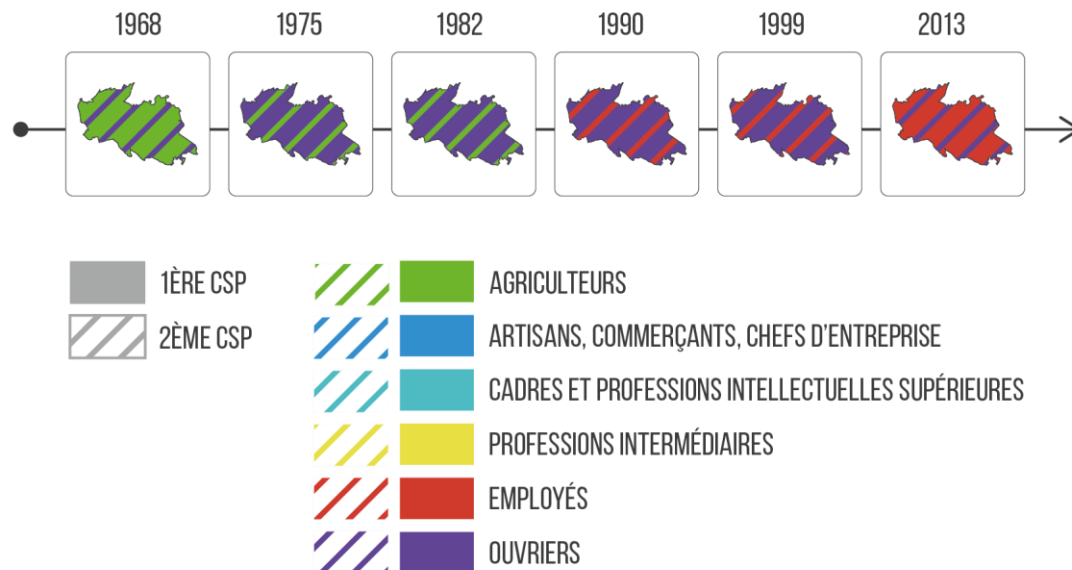 1968 1975 1982 1990 1999 2013
1ÈRE CSP
2ÈME CSP
AGRICULTEURS
ARTISANS, COMMERÇANTS, CHEFS D'ENTREPRISE
CADRES ET PROFESSIONS INTELLECTUELLES SUPÉRIEURES
PROFESSIONS INTERMÉDIAIRES
EMPLOYÉS
OUVRIERS